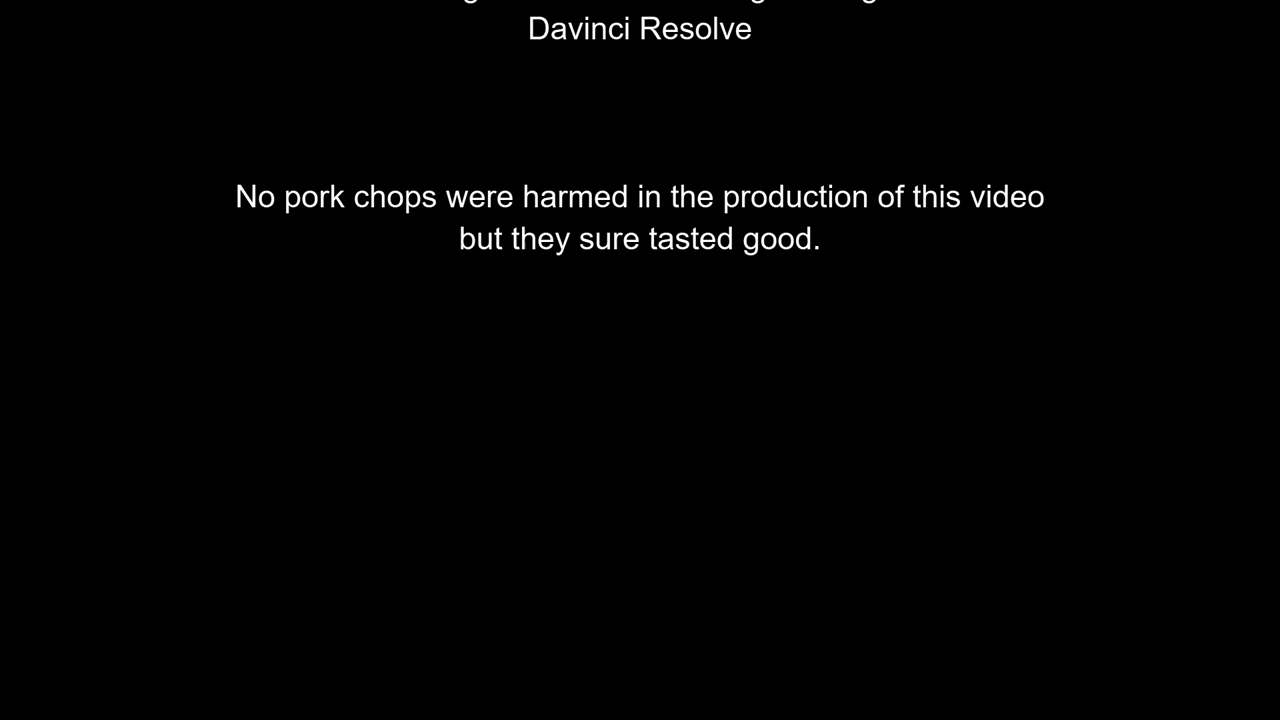 Davinci Resolve
No pork chops were harmed in the production of this video
but they sure tasted good.